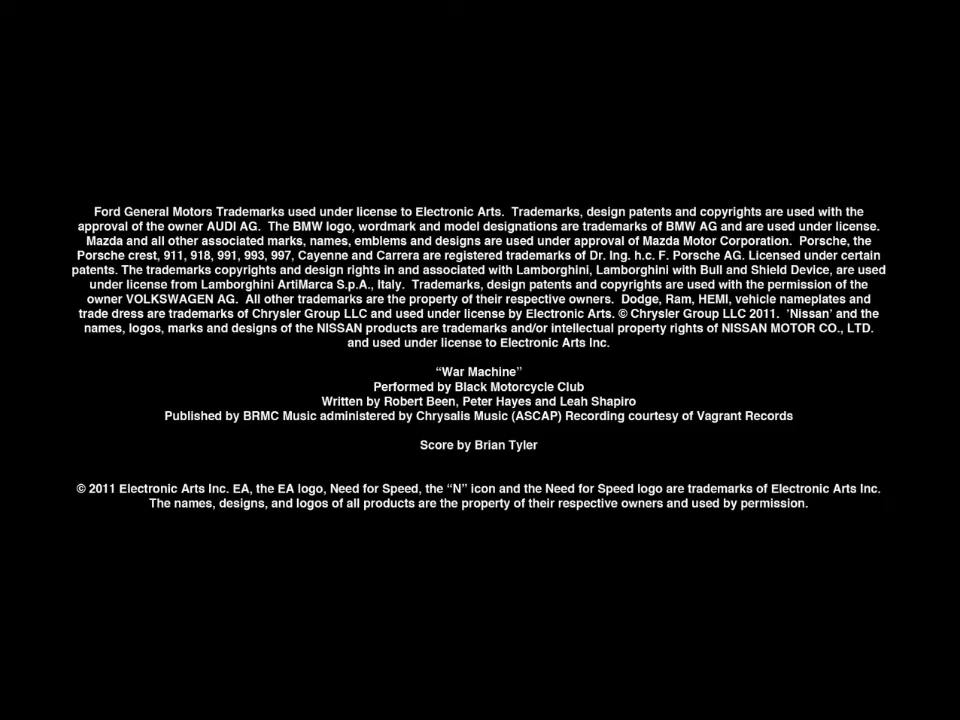 Ford General Motors Trademarks used under license to Electronic Arts.  Trademarks, design patents and copyrights are used with the
approval of the owner AUDI AG.  The BMW logo, wordmark and model designations are trademarks of BMW AG and are used under license.
Mazda and all other associated marks, names, emblems and designs are used under approval of Mazda Motor Corporation.  Porsche, the
Porsche crest, 911, 918, 991, 993, 997, Cayenne and Carrera are registered trademarks of Dr. Ing. h.c. F. Porsche AG. Licensed under certain
patents. The trademarks copyrights and design rights in and associated with Lamborghini, Lamborghini with Bull and Shield Device, are used
under license from Lamborghini ArtiMarca S.p.A., Italy.  Trademarks, design patents and copyrights are used with the permission of the
owner VOLKSWAGEN AG.  All other trademarks are the property of their respective owners.  Dodge, Ram, HEMI, vehicle nameplates and
trade dress are trademarks of Chrysler Group LLC and used under license by Electronic Arts. © Chrysler Group LLC 2011.  ’Nissan’ and the
names, logos, marks and designs of the NISSAN products are trademarks and/or intellectual property rights of NISSAN MOTOR CO., LTD.
and used under license to Electronic Arts Inc.
“War Machine”
Performed by Black Motorcycle Club
Written by Robert Been, Peter Hayes and Leah Shapiro
Published by BRMC Music administered by Chrysalis Music (ASCAP) Recording courtesy of Vagrant Records
Score by Brian Tyler
© 2011 Electronic Arts Inc. EA, the EA logo, Need for Speed, the “N” icon and the Need for Speed logo are trademarks of Electronic Arts Inc.
The names, designs, and logos of all products are the property of their respective owners and used by permission.